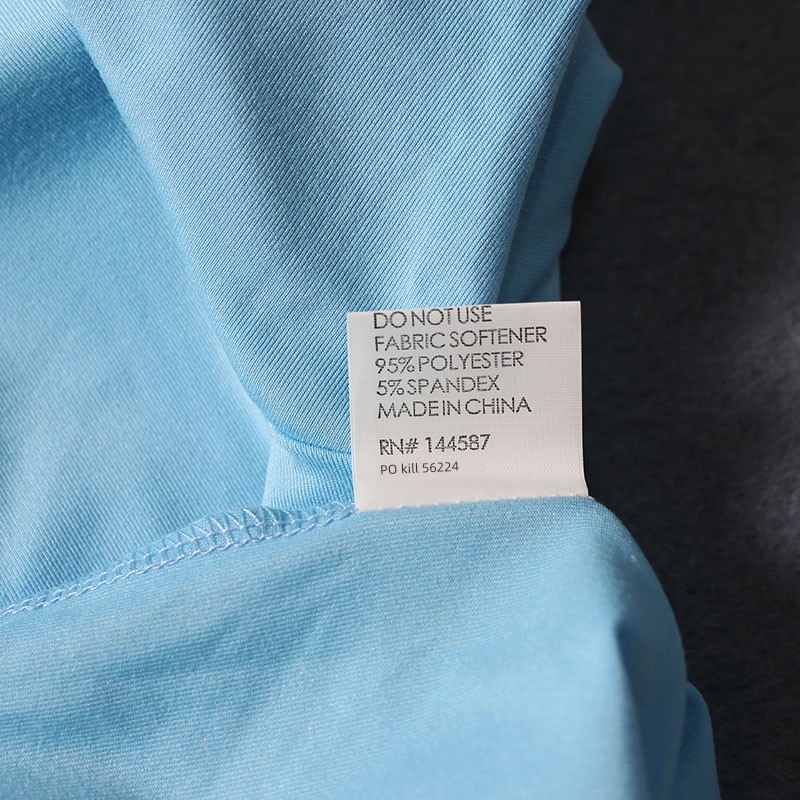 DO NOT USE
FABRIC SOFTENER
95% POLYESTER
5% SPANDEX
MADE IN CHINA
RN# 144587
PO kill 56224